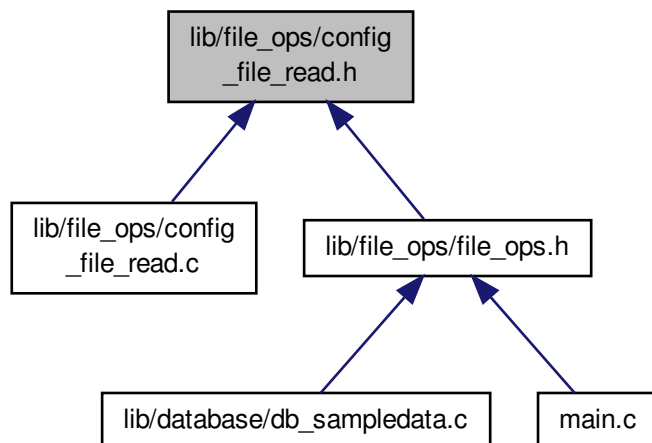 lib/file_ops/config
_file_read.h
lib/file_ops/config
_file_read.c
lib/file_ops/file_ops.h
lib/database/db_sampledata.c
main.c